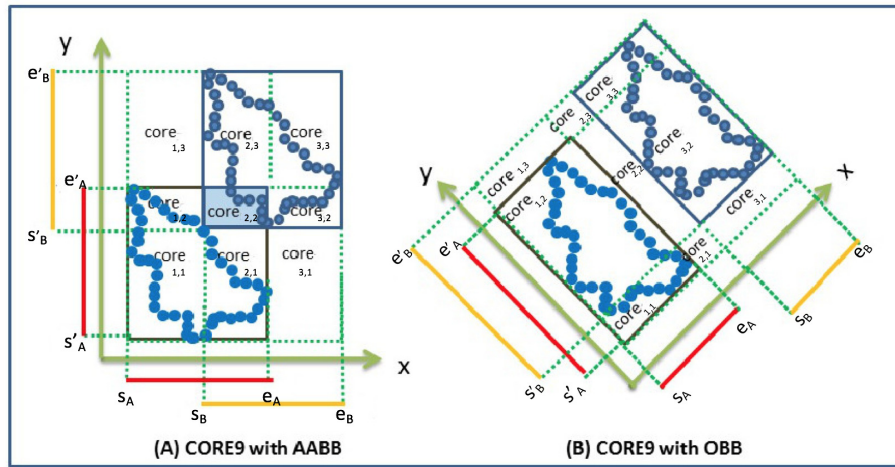 y
e'B
core 1,3
core 2,3
core 3,3
e'A
core 1,2
core 2,2
core 3,2
s'B
core 1,1
core 2,1
core 3,1
s'A
x
sA
sB
eA
eB
(A) CORE9 with AABB
core 3,3
core 2,3
core 3,2
core 1,3
core 2,2
y
x
core 1,2
core 3,1
e'B
e'A
core 2,1
eB
core 1,1
sB
eA
s'B
s'A
sA
(B) CORE9 with OBB